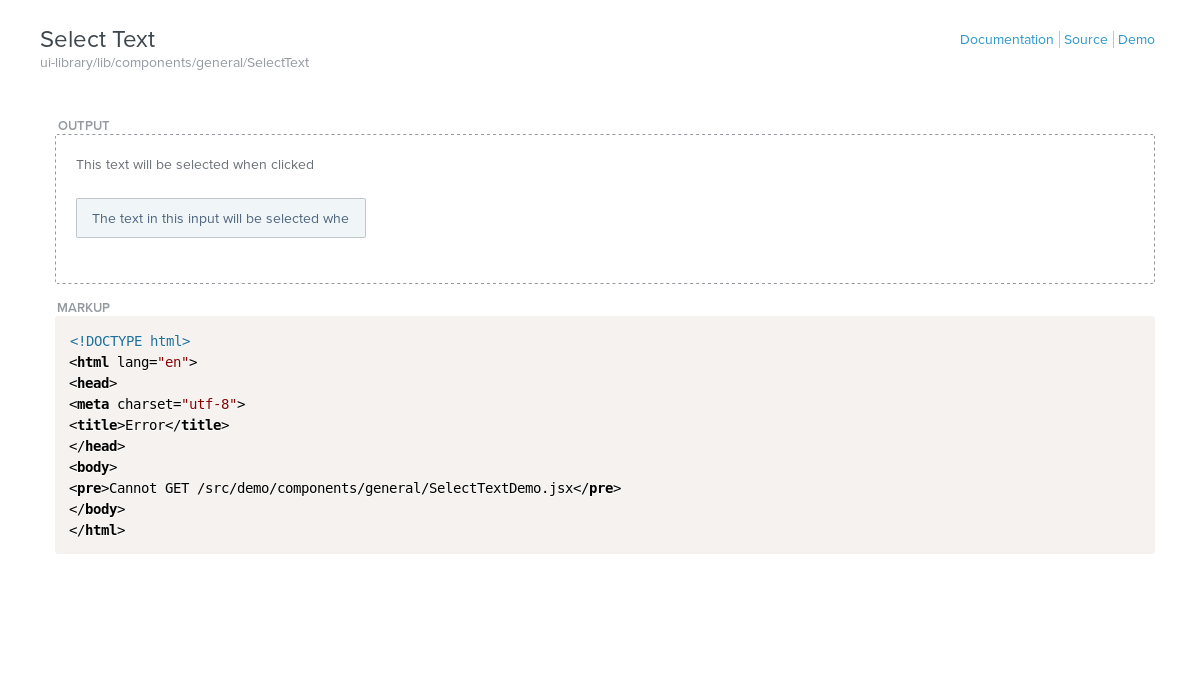 Select Text
Documentation Source Demo
ui-library/lib/components/general/SelectText
OUTPUT
This text will be selected when clicked
The text in this input will be selected whe
MARKUP
<!DOCTYPE html>
<html lang="en">
<head>
<meta charset="utf-8">
<title>Error</title>
</head>
<body>
<pre>Cannot GET /src/demo/components/general/SelectTextDemo.jsx</pre>
</body>
</html>